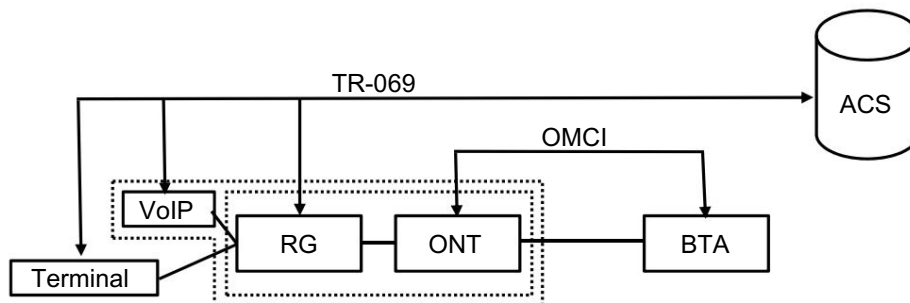 TR-069
ACS
OMCI
VoIP
RG
ONT
BTA
Terminal